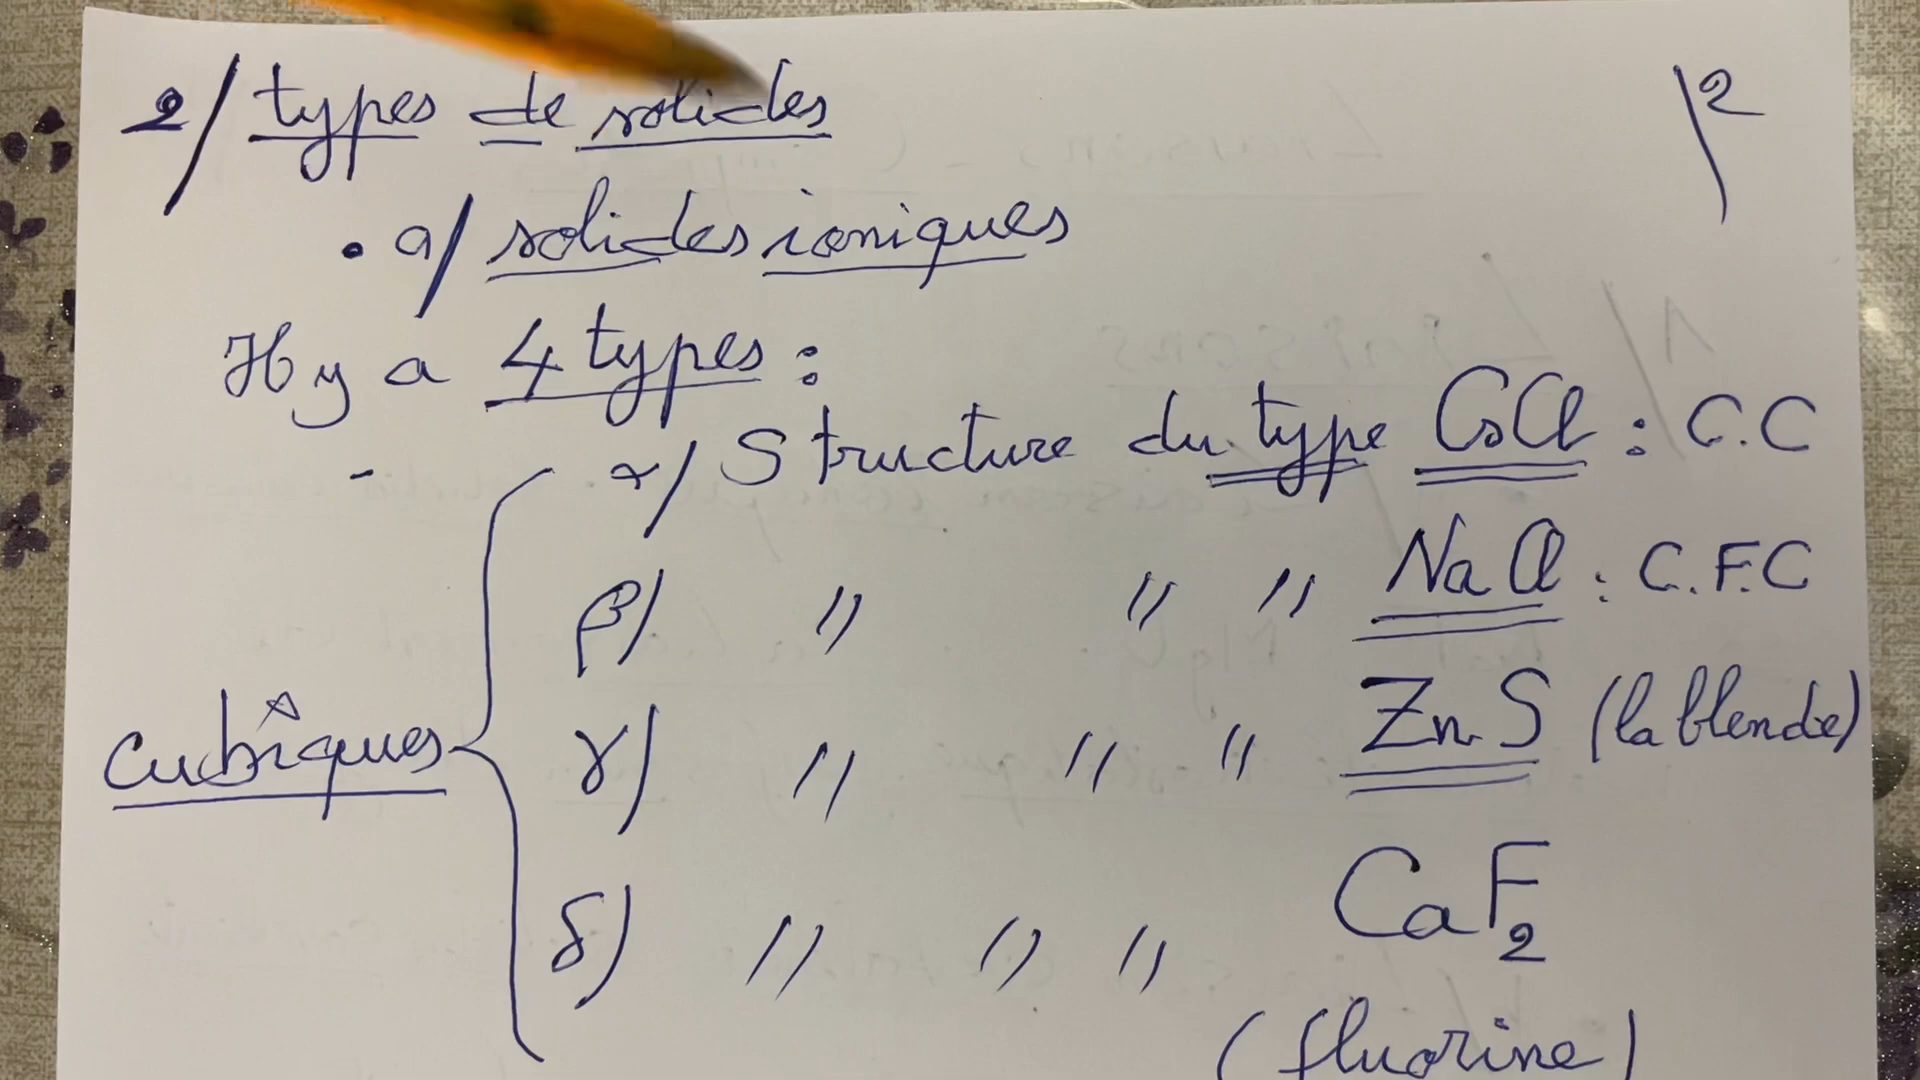 2/ types de solides /2
• a/ solides ioniques
Il y a 4 types :
- α/ Structure du type CsCl : C.C
β/ " " " NaCl : C.F.C
cubiques γ/ " " " ZnS (la blende)
δ/ " " " CaF₂
(fluorine)